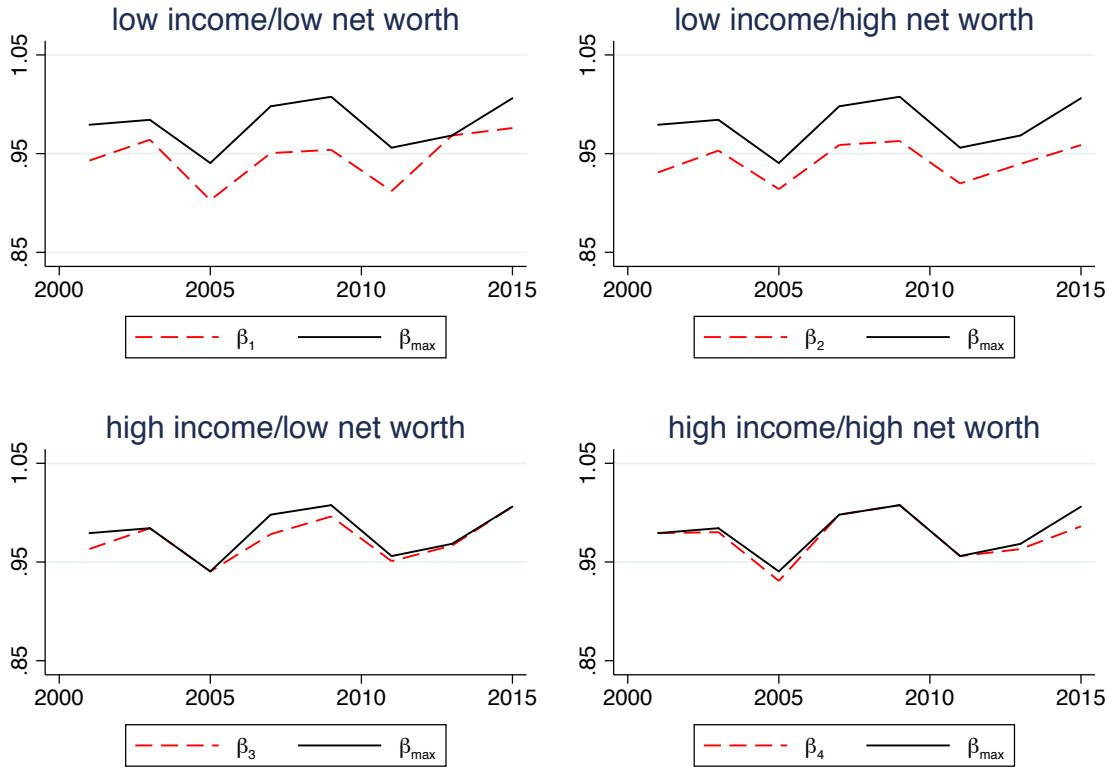 low income/low net worth
1.05
.95
.85
2000 2005 2010 2015
β1 βmax
low income/high net worth
1.05
.95
.85
2000 2005 2010 2015
β2 βmax
high income/low net worth
1.05
.95
.85
2000 2005 2010 2015
β3 βmax
high income/high net worth
1.05
.95
.85
2000 2005 2010 2015
β4 βmax